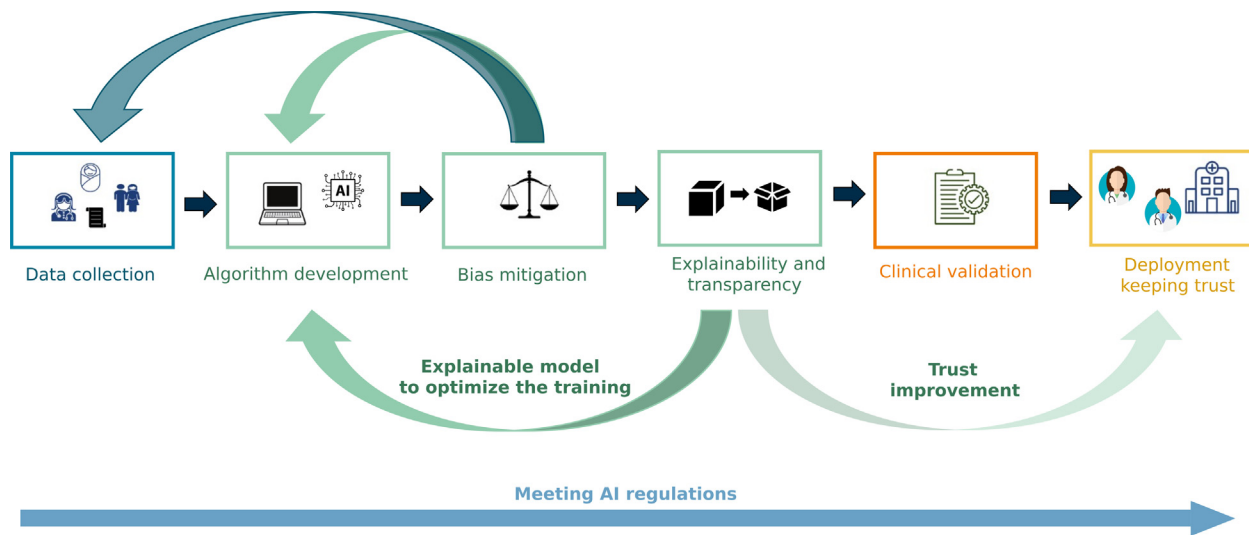 AI
Data collection
Algorithm development
Bias mitigation
Explainability and
transparency
Clinical validation
Deployment
keeping trust
Explainable model
to optimize the training
Trust
improvement
Meeting AI regulations